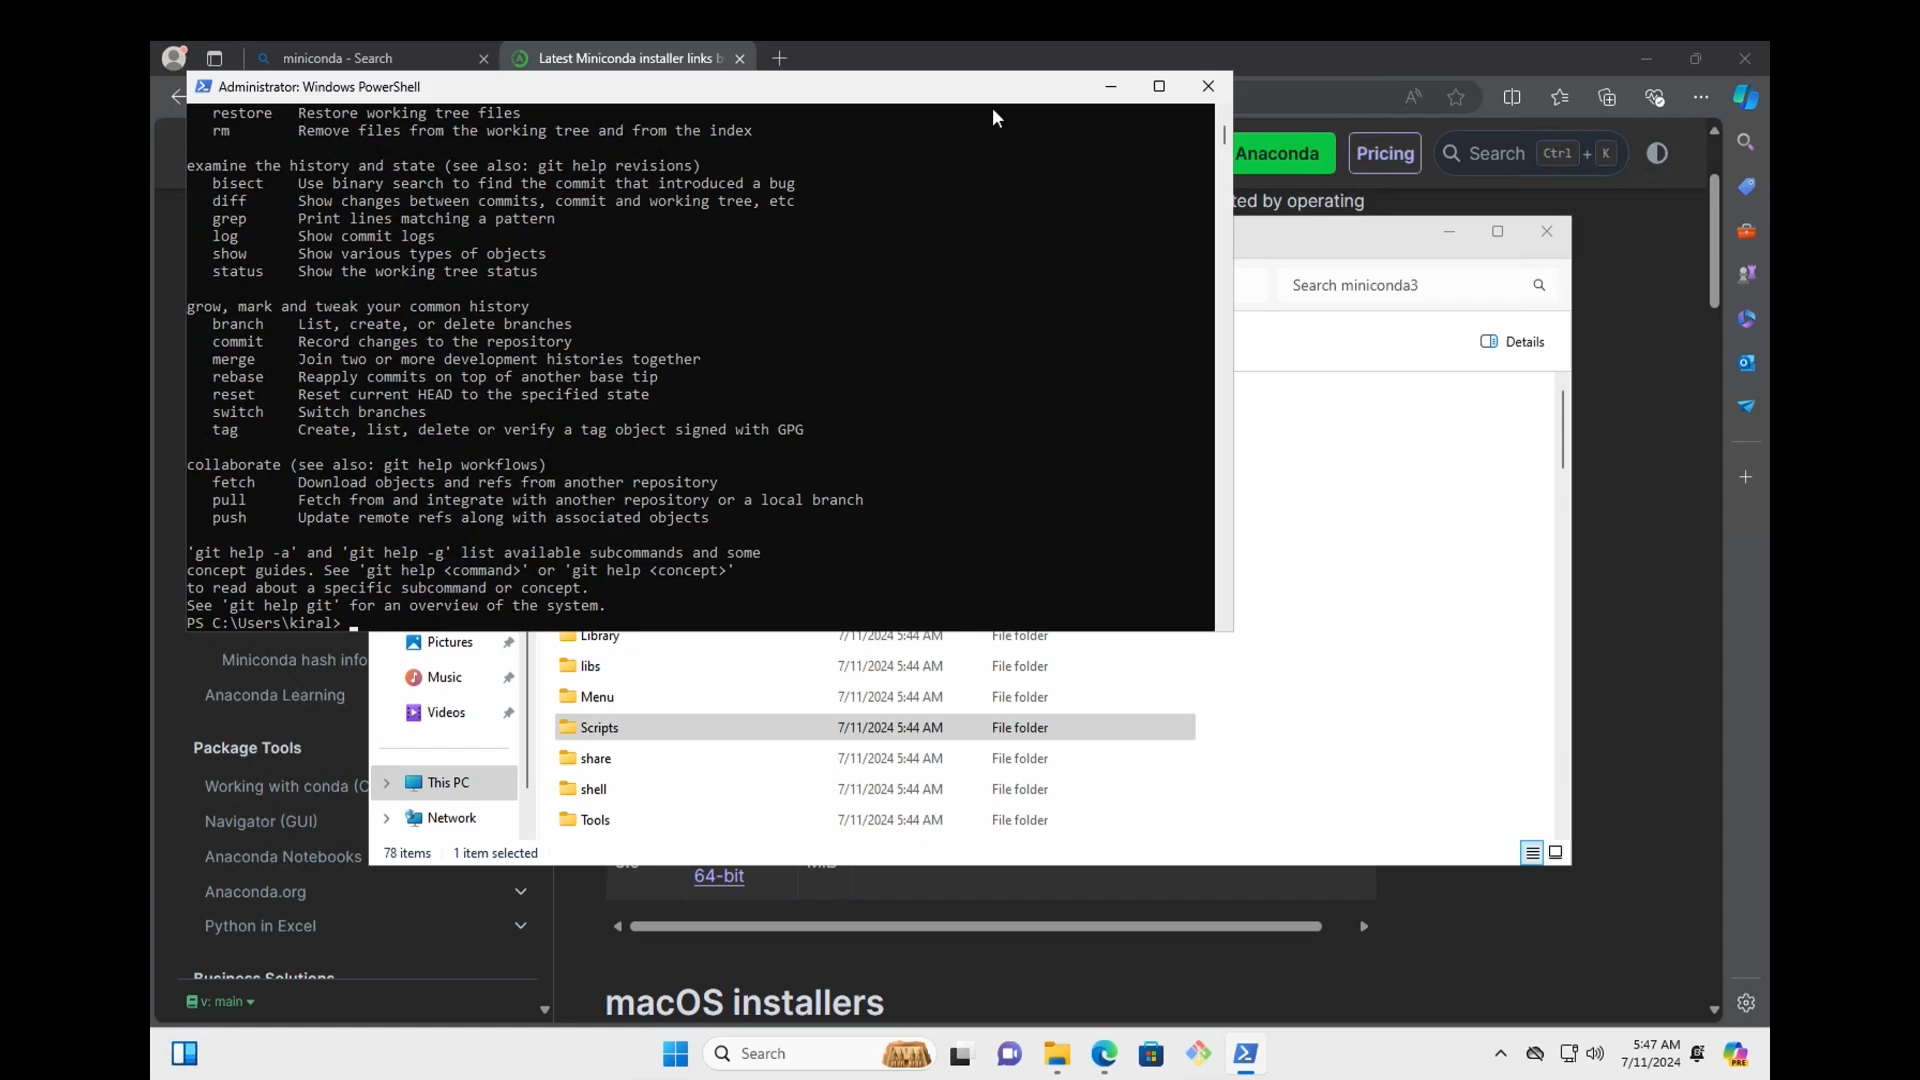 miniconda - Search
Latest Miniconda installer links b
Administrator: Windows PowerShell
restore Restore working tree files
rm Remove files from the working tree and from the index
examine the history and state (see also: git help revisions)
bisect Use binary search to find the commit that introduced a bug
diff Show changes between commits, commit and working tree, etc
grep Print lines matching a pattern
log Show commit logs
show Show various types of objects
status Show the working tree status
grow, mark and tweak your common history
branch List, create, or delete branches
commit Record changes to the repository
merge Join two or more development histories together
rebase Reapply commits on top of another base tip
reset Reset current HEAD to the specified state
switch Switch branches
tag Create, list, delete or verify a tag object signed with GPG
collaborate (see also: git help workflows)
fetch Download objects and refs from another repository
pull Fetch from and integrate with another repository or a local branch
push Update remote refs along with associated objects
'git help -a' and 'git help -g' list available subcommands and some
concept guides. See 'git help <command>' or 'git help <concept>'
to read about a specific subcommand or concept.
See 'git help git' for an overview of the system.
PS C:\Users\kiral>
Anaconda
Pricing
Search Ctrl + K
ted by operating
Search miniconda3
Details
Pictures
Music
Videos
This PC
Network
Library 7/11/2024 5:44 AM File folder
libs 7/11/2024 5:44 AM File folder
Menu 7/11/2024 5:44 AM File folder
Scripts 7/11/2024 5:44 AM File folder
share 7/11/2024 5:44 AM File folder
shell 7/11/2024 5:44 AM File folder
Tools 7/11/2024 5:44 AM File folder
78 items 1 item selected
Miniconda hash info
Anaconda Learning
Package Tools
Working with conda (C
Navigator (GUI)
Anaconda Notebooks
Anaconda.org
Python in Excel
Business Solutions
v: main
64-bit
macOS installers
Search
5:47 AM
7/11/2024
PRE